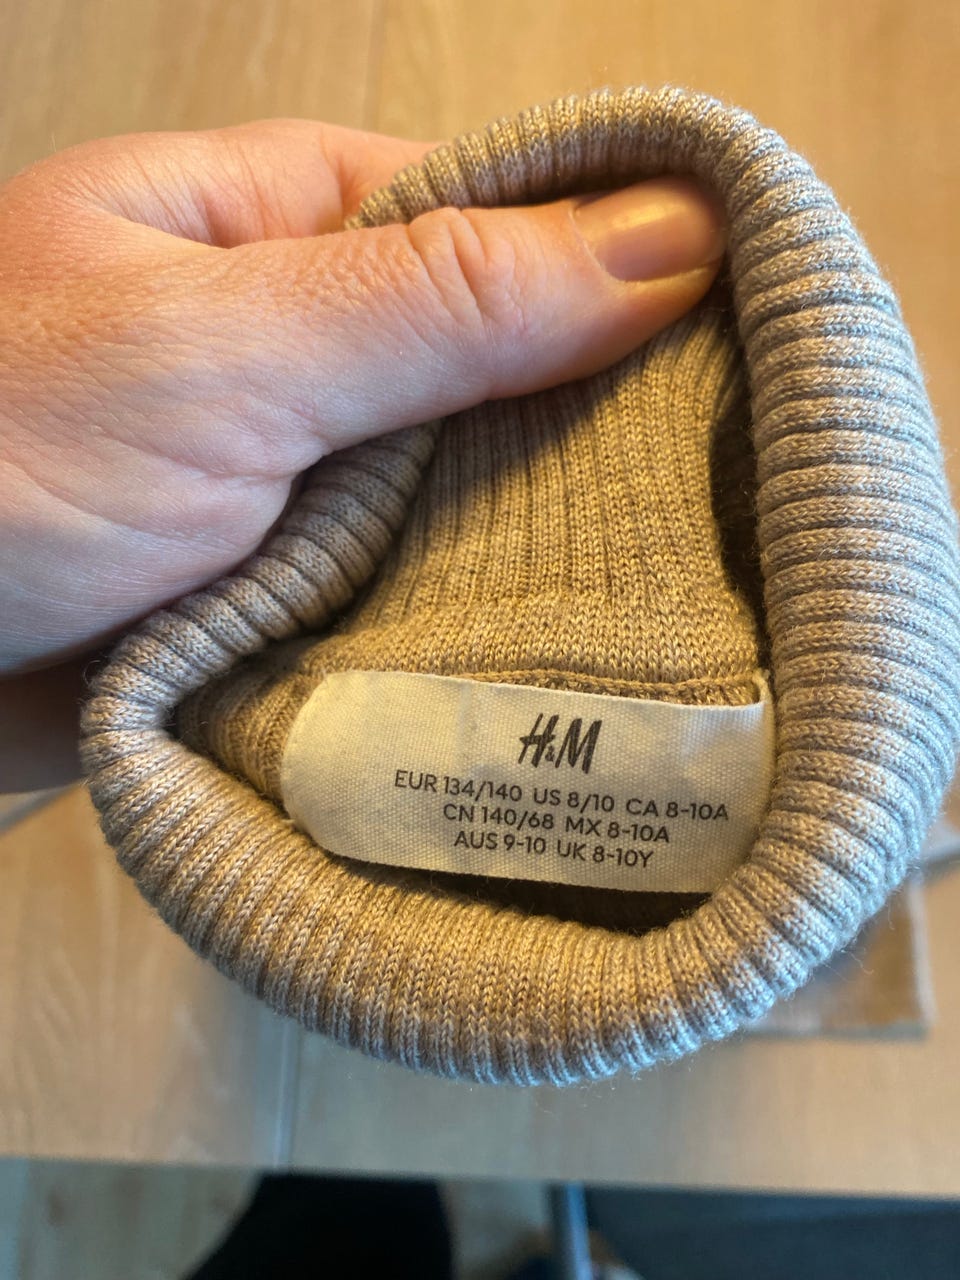 H&M
EUR 134/140 US 8/10 CA 8-10A
CN 140/68 MX 8-10A
AUS 9-10 UK 8-10Y